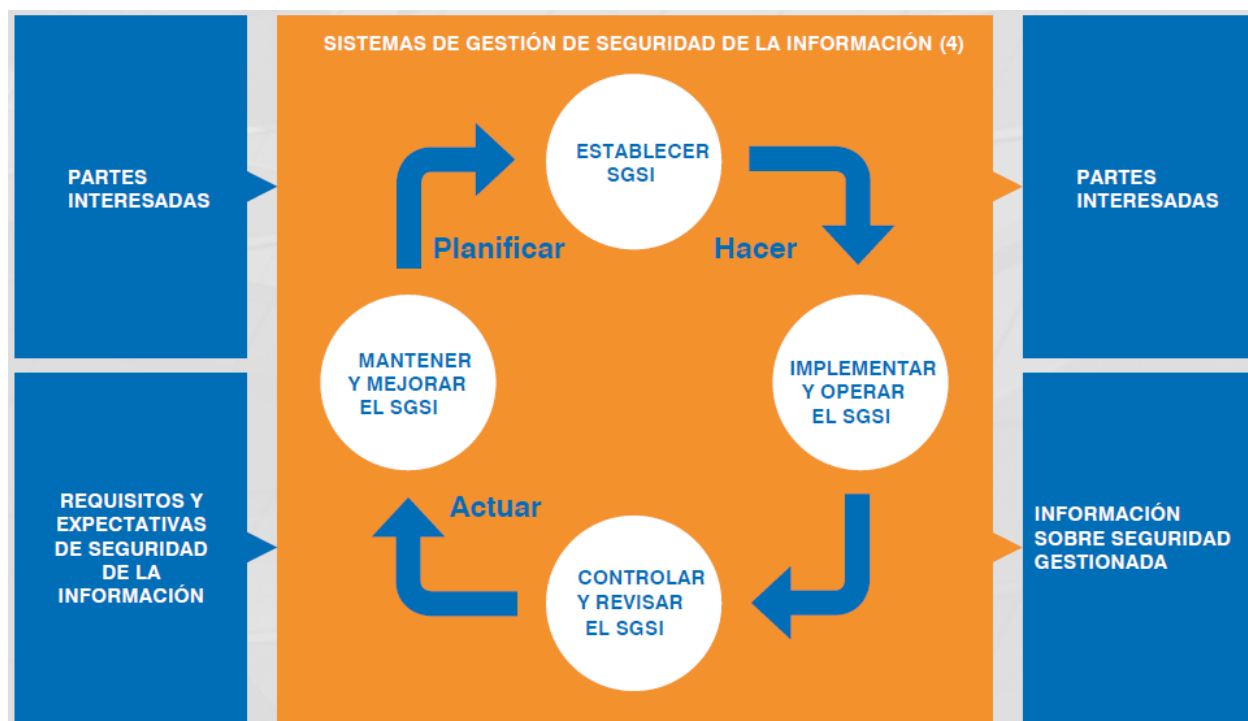 SISTEMAS DE GESTIÓN DE SEGURIDAD DE LA INFORMACIÓN (4)
PARTES
INTERESADAS
REQUISITOS Y
EXPECTATIVAS
DE SEGURIDAD
DE LA
INFORMACIÓN
ESTABLECER
SGSI
Planificar
Hacer
MANTENER
Y MEJORAR
EL SGSI
IMPLEMENTAR
Y OPERAR
EL SGSI
Actuar
CONTROLAR
Y REVISAR
EL SGSI
PARTES
INTERESADAS
INFORMACIÓN
SOBRE SEGURIDAD
GESTIONADA